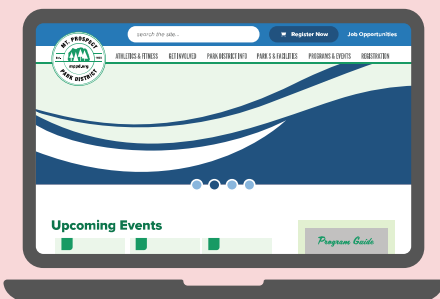 search the site...
Register Now
Job Opportunities
MT. PROSPECT
PARK DISTRICT
ATHLETICS & FITNESS GET INVOLVED PARK DISTRICT INFO PARKS & FACILITIES PROGRAMS & EVENTS REGISTRATION
Upcoming Events
Program Guide